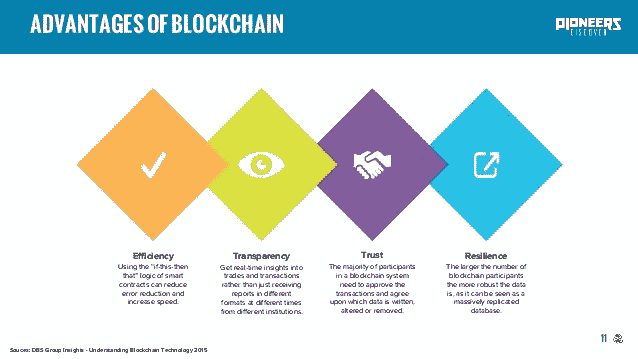 ADVANTAGES OF BLOCKCHAIN
PIONEERS
DISCOVER
Efficiency
Using the "if-this-then
that" logic of smart
contracts can reduce
error reduction and
increase speed.
Transparency
Get real-time insights into
trades and transactions
rather than just receiving
reports in different
formats at different times
from different institutions.
Trust
The majority of participants
in a blockchain system
need to approve the
transactions and agree
upon which data is written,
altered or removed.
Resilience
The larger the number of
blockchain participants
the more robust the data
is, as it can be seen as a
massively replicated
database.
11
Source: DBS Group Insights - Understanding Blockchain Technology 2015